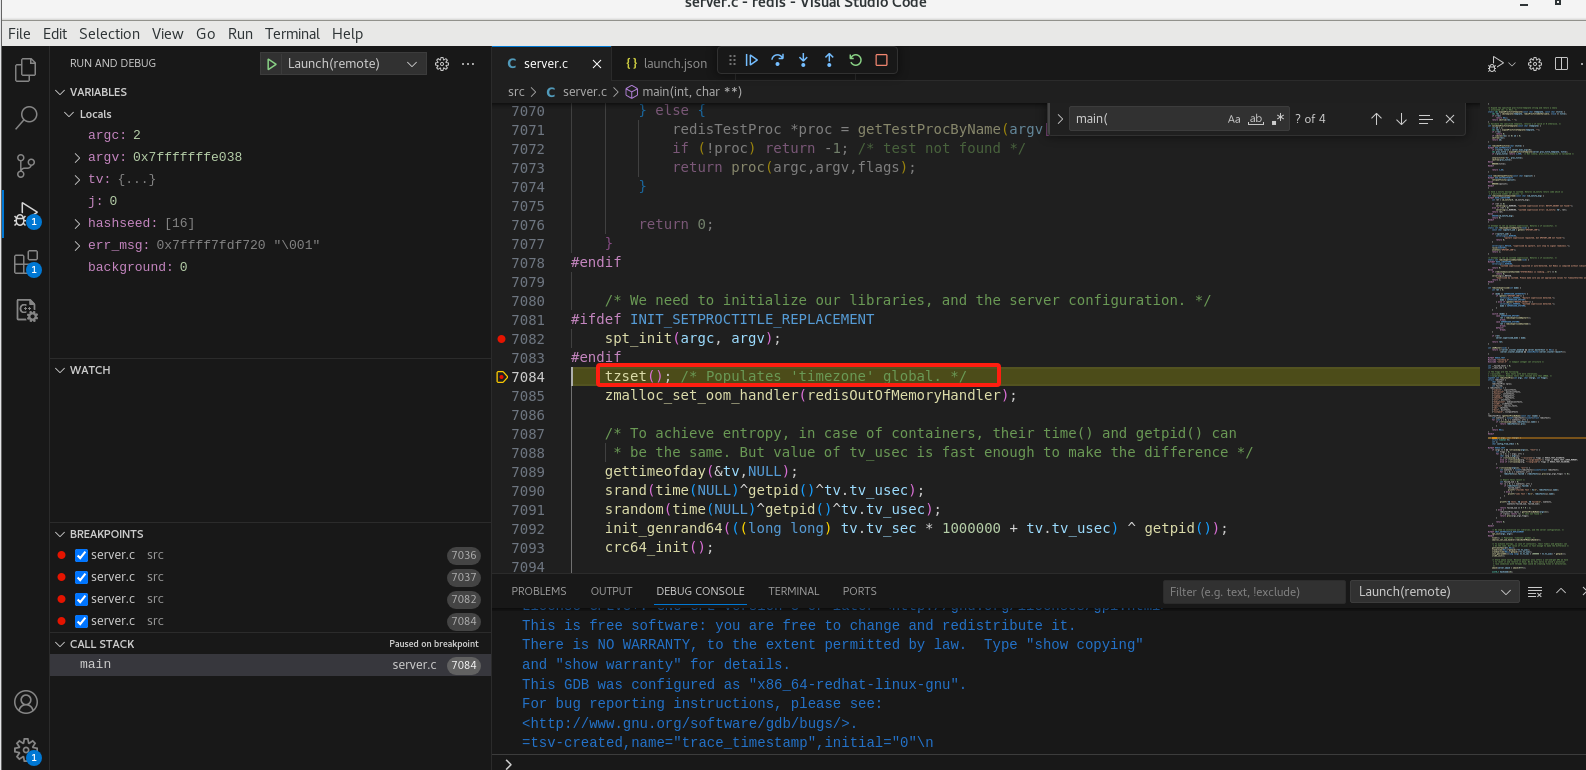 server.c - redis - Visual Studio Code
File Edit Selection View Go Run Terminal Help
RUN AND DEBUG
Launch(remote)
VARIABLES
Locals
argc: 2
argv: 0x7fffffffe038
tv: {...}
j: 0
hashseed: [16]
err_msg: 0x7ffff7fdf720 "\001"
background: 0
WATCH
BREAKPOINTS
server.c src 7036
server.c src 7037
server.c src 7082
server.c src 7084
CALL STACK Paused on breakpoint
main server.c 7084
1
1
1
C server.c
{} launch.json
src > C server.c > main(int, char **)
main(
Aa ab .* ? of 4
7070 } else {
7071 redisTestProc *proc = getTestProcByName(argv[
7072 if (!proc) return -1; /* test not found */
7073 return proc(argc,argv,flags);
7074 }
7075
7076 return 0;
7077 }
7078 #endif
7079
7080 /* We need to initialize our libraries, and the server configuration. */
7081 #ifdef INIT_SETPROCTITLE_REPLACEMENT
7082 spt_init(argc, argv);
7083 #endif
7084 tzset(); /* Populates 'timezone' global. */
7085 zmalloc_set_oom_handler(redisOutOfMemoryHandler);
7086
7087 /* To achieve entropy, in case of containers, their time() and getpid() can
7088 * be the same. But value of tv_usec is fast enough to make the difference */
7089 gettimeofday(&tv,NULL);
7090 srand(time(NULL)^getpid()^tv.tv_usec);
7091 srandom(time(NULL)^getpid()^tv.tv_usec);
7092 init_genrand64(((long long) tv.tv_sec * 1000000 + tv.tv_usec) ^ getpid());
7093 crc64_init();
7094
PROBLEMS OUTPUT DEBUG CONSOLE TERMINAL PORTS
Filter (e.g. text, !exclude)
Launch(remote)
This is free software: you are free to change and redistribute it.
There is NO WARRANTY, to the extent permitted by law. Type "show copying"
and "show warranty" for details.
This GDB was configured as "x86_64-redhat-linux-gnu".
For bug reporting instructions, please see:
<http://www.gnu.org/software/gdb/bugs/>.
=tsv-created,name="trace_timestamp",initial="0"\n
>